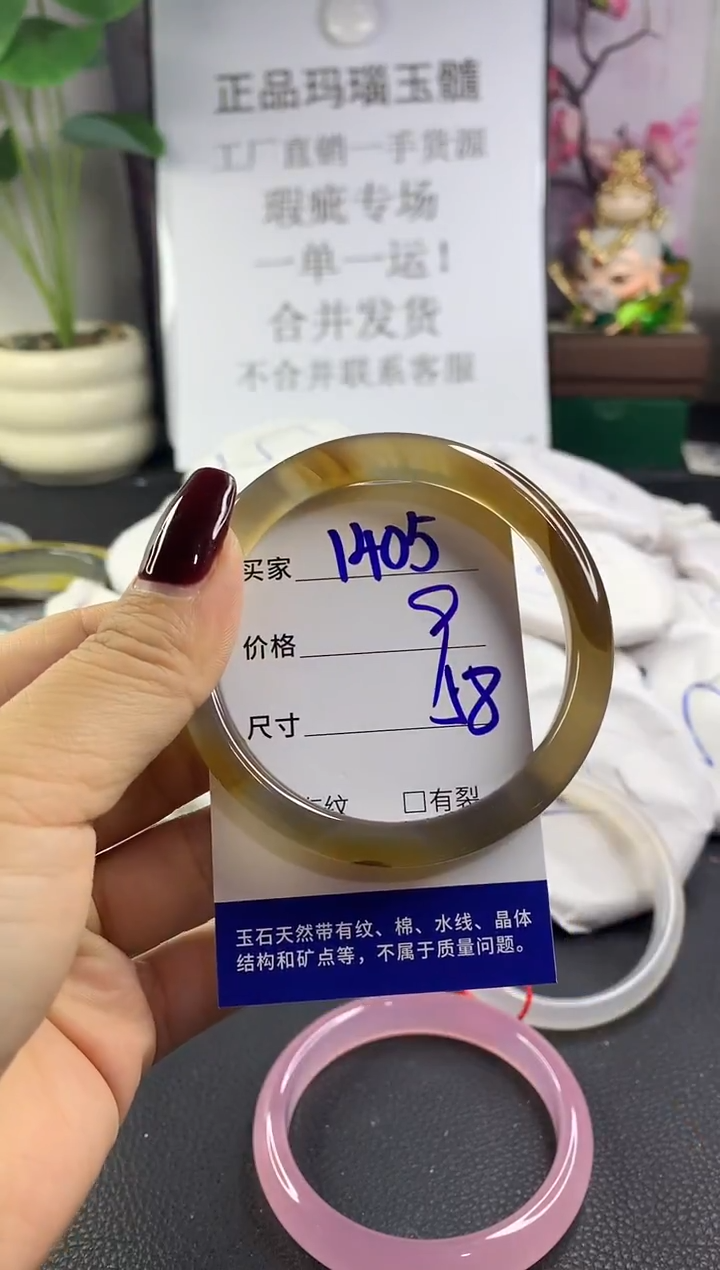 正品玛瑙玉髓
工厂直销一手货源
瑕疵专场
一单一运！
合并发货
不合并联系客服
买家 1405
价格
尺寸 58
纹 □有裂
玉石天然带有纹、棉、水线、晶体
结构和矿点等，不属于质量问题。